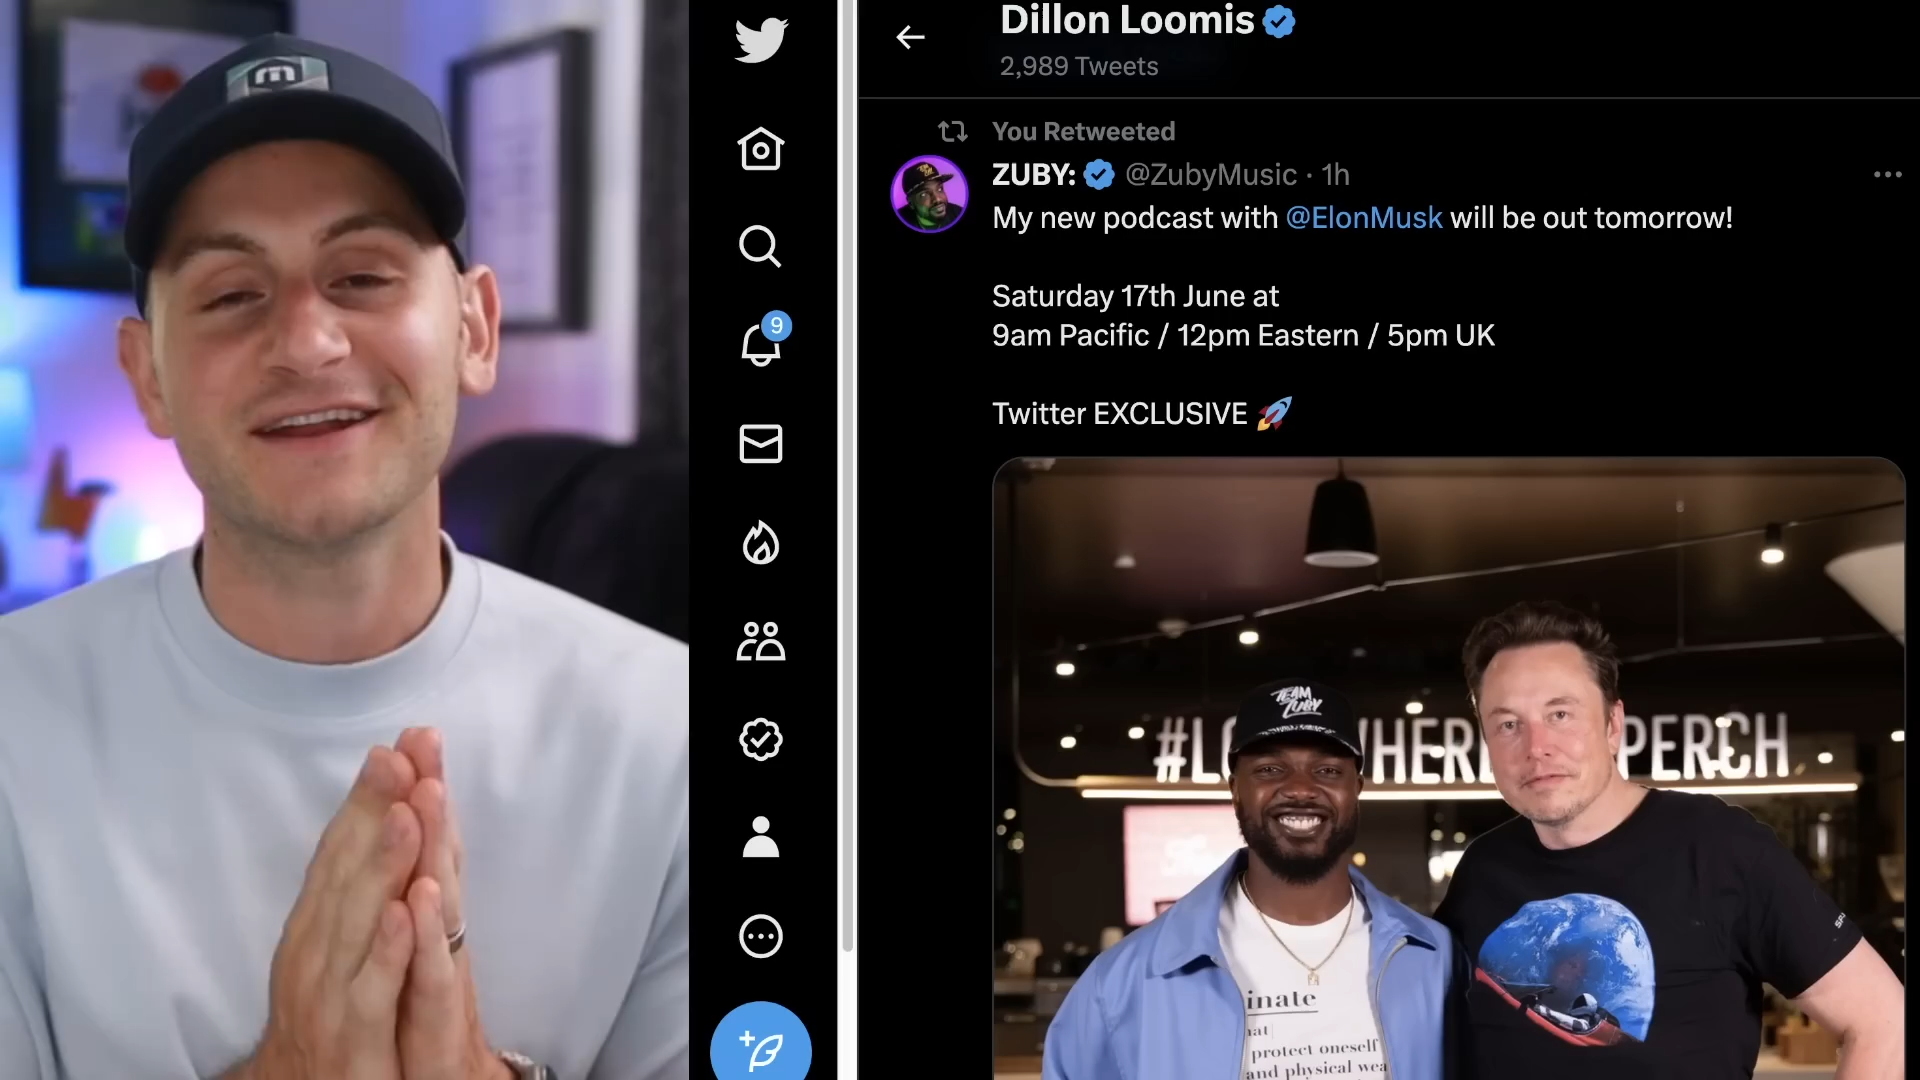 Dillon Loomis
2,989 Tweets
You Retweeted
ZUBY: @ZubyMusic · 1h
My new podcast with @ElonMusk will be out tomorrow!
Saturday 17th June at
9am Pacific / 12pm Eastern / 5pm UK
Twitter EXCLUSIVE 🚀
9
TEAM
ZUBY
PERCH
inate
protect oneself
and physical